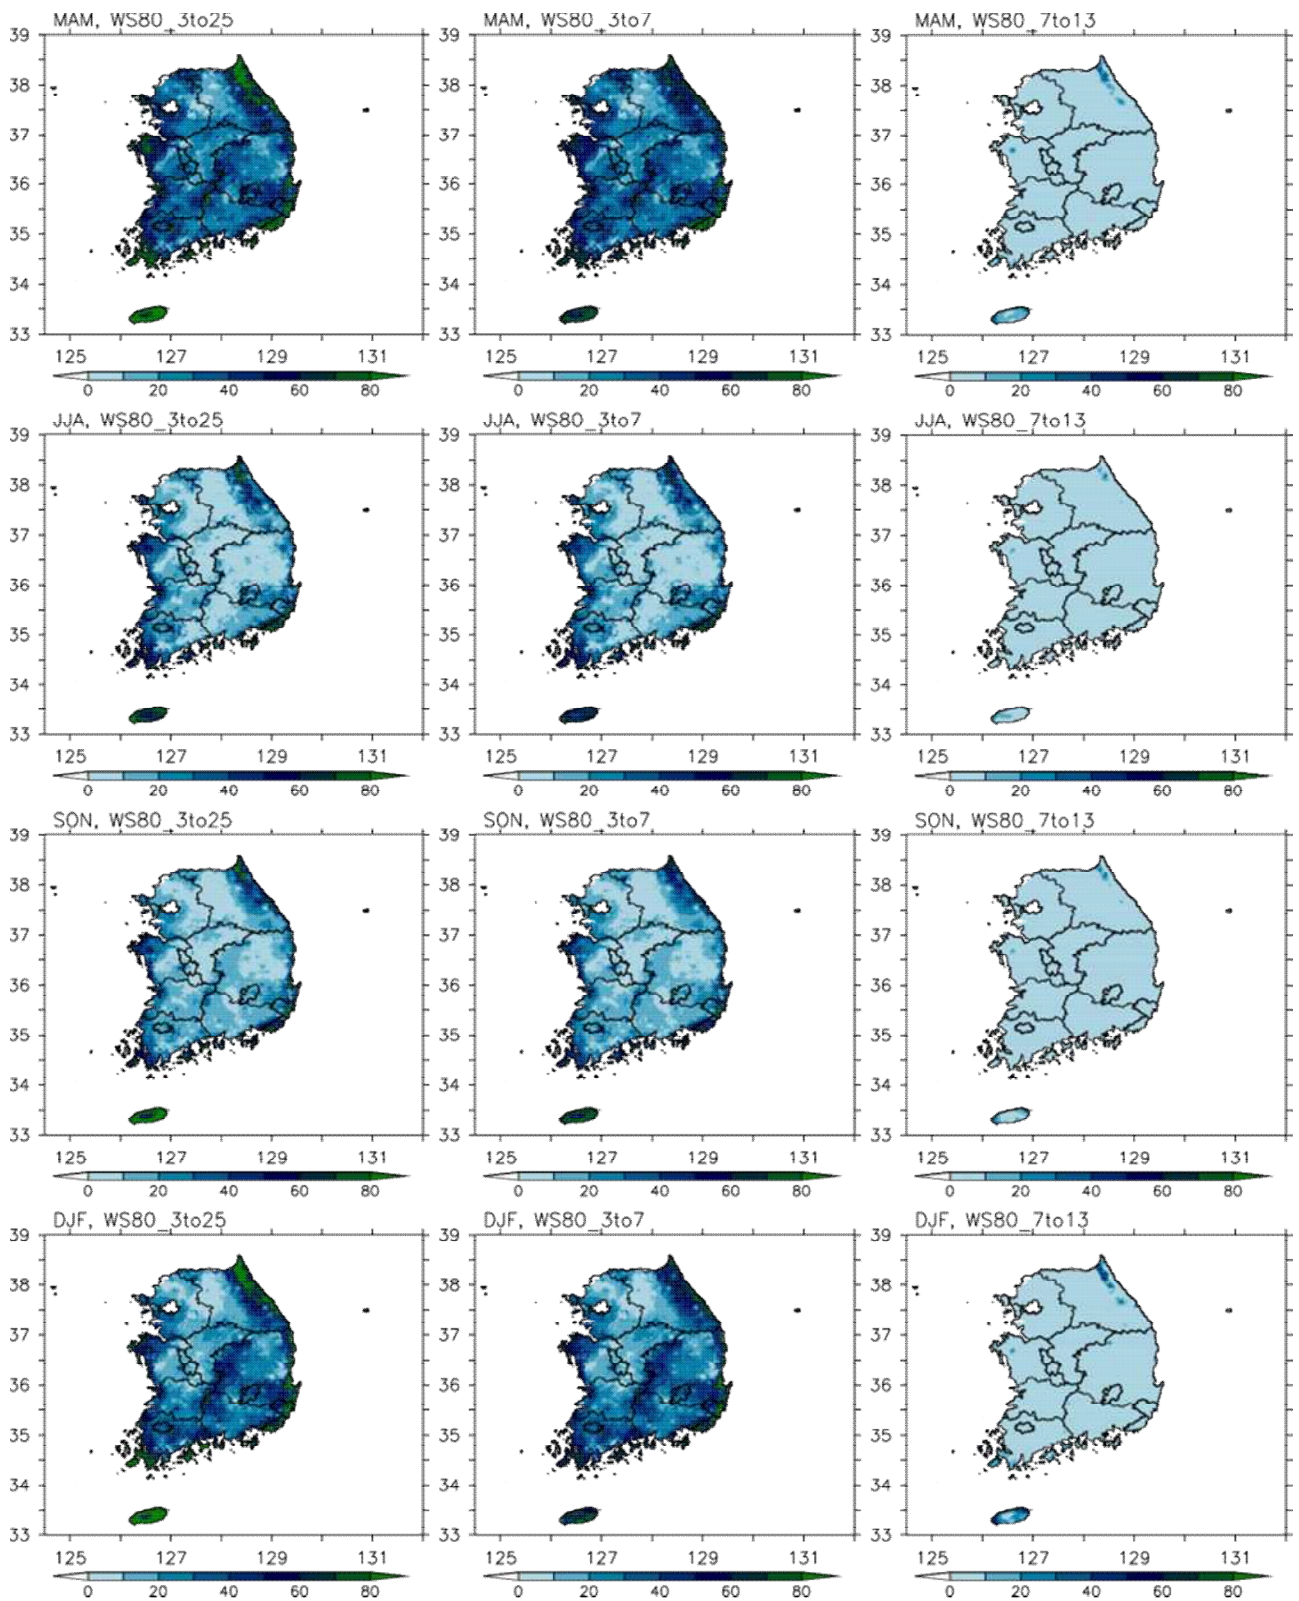 MAM, WS80_3to25 MAM, WS80_3to7 MAM, WS80_7to13
39 39 39
38 38 38
37 37 37
36 36 36
35 35 35
34 34 34
33 33 33
125 127 129 131 125 127 129 131 125 127 129 131
0 20 40 60 80 0 20 40 60 80 0 20 40 60 80
JJA, WS80_3to25 JJA, WS80_3to7 JJA, WS80_7to13
39 39 39
38 38 38
37 37 37
36 36 36
35 35 35
34 34 34
33 33 33
125 127 129 131 125 127 129 131 125 127 129 131
0 20 40 60 80 0 20 40 60 80 0 20 40 60 80
SON, WS80_3to25 SON, WS80_3to7 SON, WS80_7to13
39 39 39
38 38 38
37 37 37
36 36 36
35 35 35
34 34 34
33 33 33
125 127 129 131 125 127 129 131 125 127 129 131
0 20 40 60 80 0 20 40 60 80 0 20 40 60 80
DJF, WS80_3to25 DJF, WS80_3to7 DJF, WS80_7to13
39 39 39
38 38 38
37 37 37
36 36 36
35 35 35
34 34 34
33 33 33
125 127 129 131 125 127 129 131 125 127 129 131
0 20 40 60 80 0 20 40 60 80 0 20 40 60 80